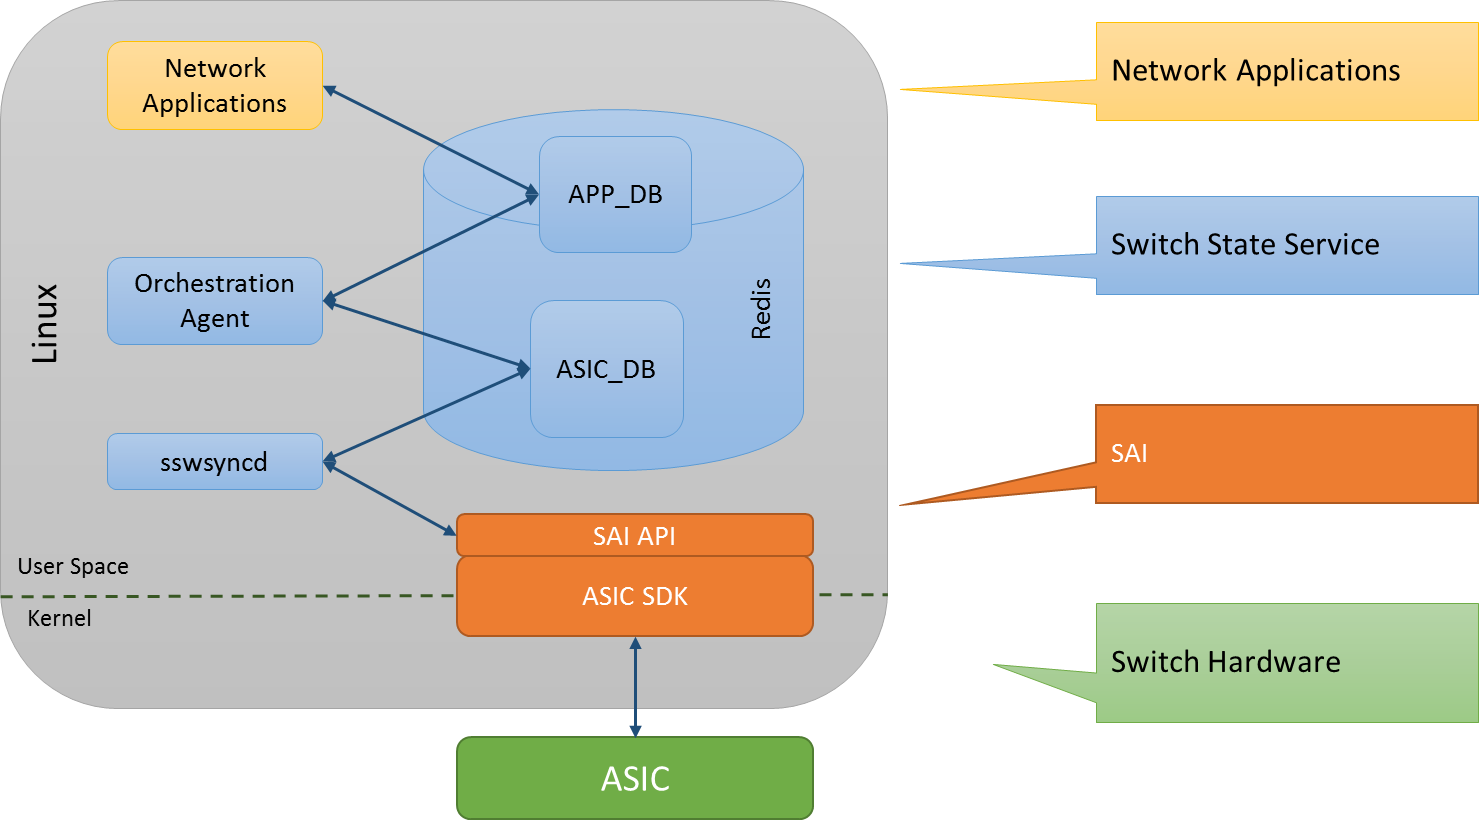 Network
Applications
APP_DB
Orchestration
Agent
Linux
Redis
ASIC_DB
sswsyncd
SAI API
User Space
ASIC SDK
Kernel
ASIC
Network Applications
Switch State Service
SAI
Switch Hardware